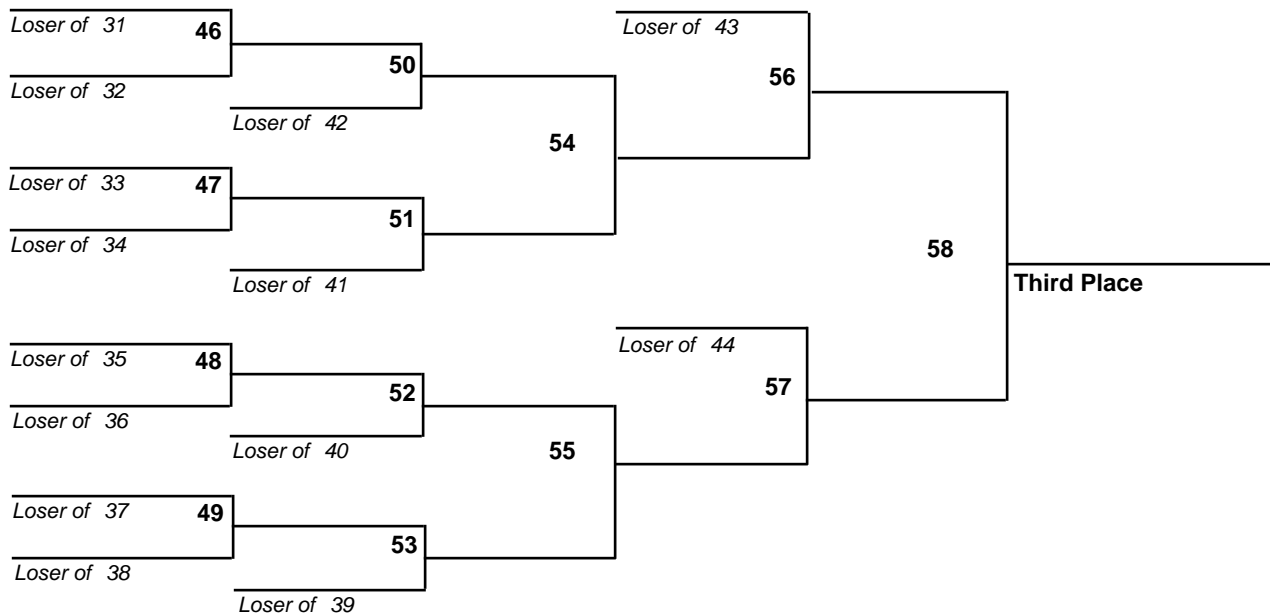 Loser of 31
46
Loser of 32
50
Loser of 42
Loser of 33
47
Loser of 34
51
Loser of 41
54
Loser of 43
56
58
Third Place
Loser of 35
48
Loser of 36
52
Loser of 40
Loser of 37
49
Loser of 38
53
Loser of 39
55
Loser of 44
57